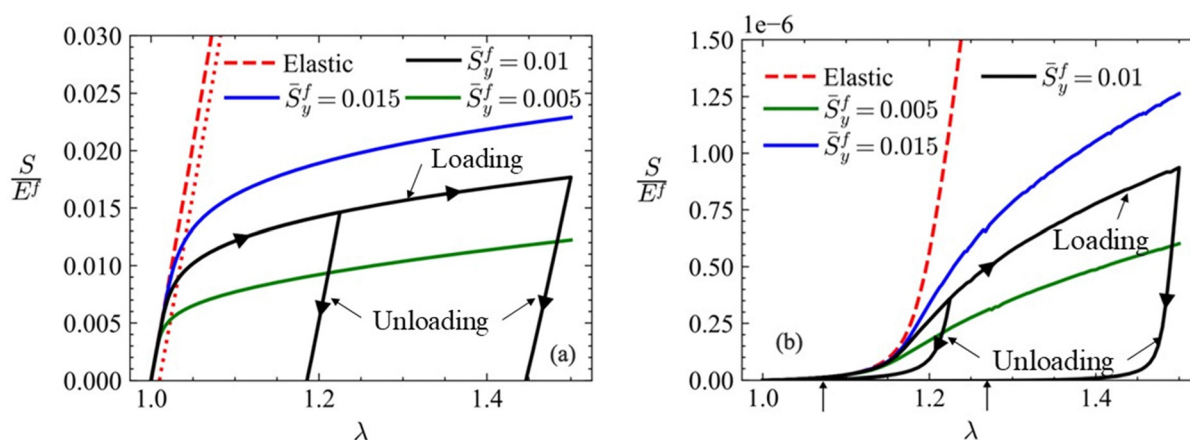 0.030
0.025
0.020
0.015
0.010
0.005
0.000
S/E^f
Elastic
S̄_y^f = 0.015
S̄_y^f = 0.01
S̄_y^f = 0.005
Loading
Unloading
(a)
1.0 1.2 1.4
λ
1e−6
1.50
1.25
1.00
0.75
0.50
0.25
0.00
S/E^f
Elastic
S̄_y^f = 0.005
S̄_y^f = 0.015
S̄_y^f = 0.01
Loading
Unloading
(b)
1.0 1.2 1.4
λ